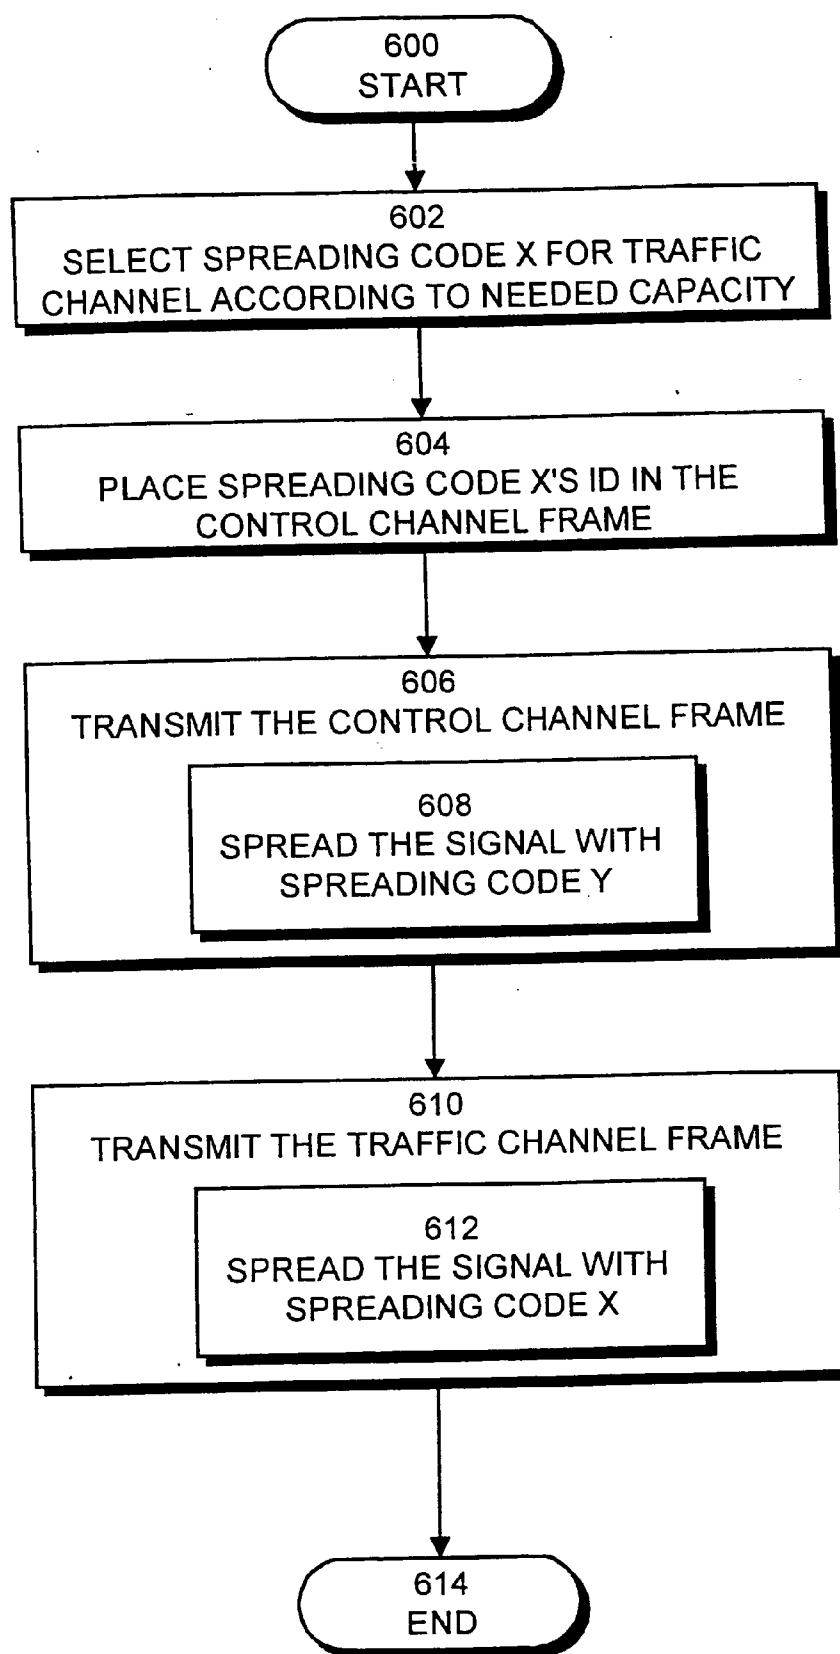 600
START
602
SELECT SPREADING CODE X FOR TRAFFIC
CHANNEL ACCORDING TO NEEDED CAPACITY
604
PLACE SPREADING CODE X'S ID IN THE
CONTROL CHANNEL FRAME
606
TRANSMIT THE CONTROL CHANNEL FRAME
608
SPREAD THE SIGNAL WITH
SPREADING CODE Y
610
TRANSMIT THE TRAFFIC CHANNEL FRAME
612
SPREAD THE SIGNAL WITH
SPREADING CODE X
614
END